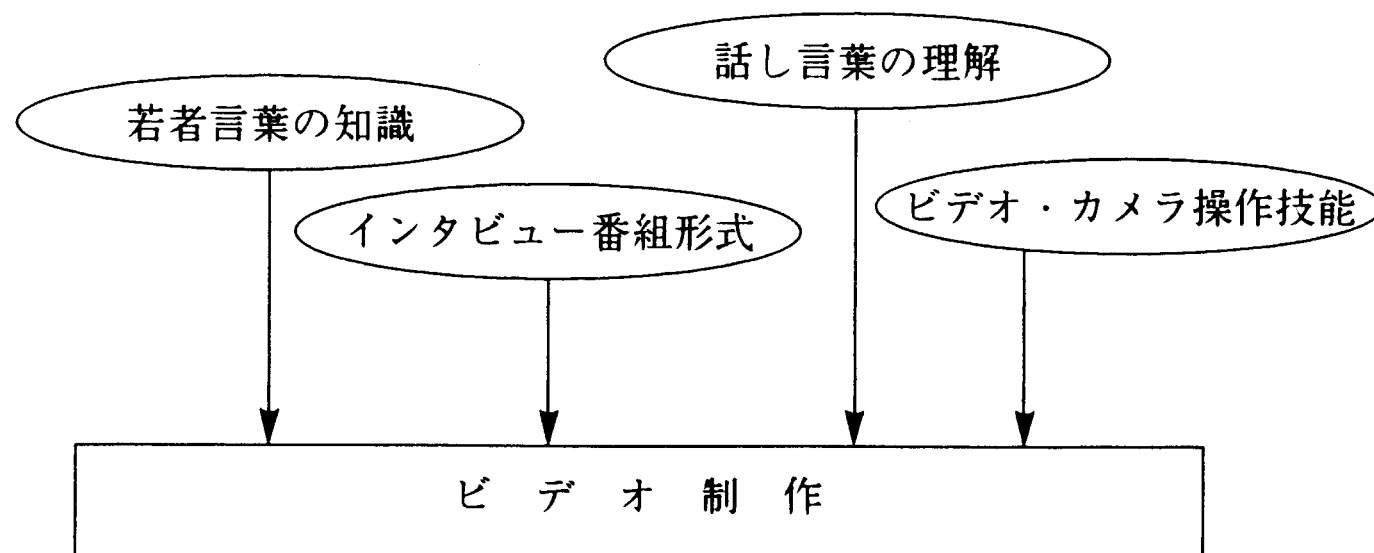 話し言葉の理解
若者言葉の知識
ビデオ・カメラ操作技能
インタビュー番組形式
ビデオ制作